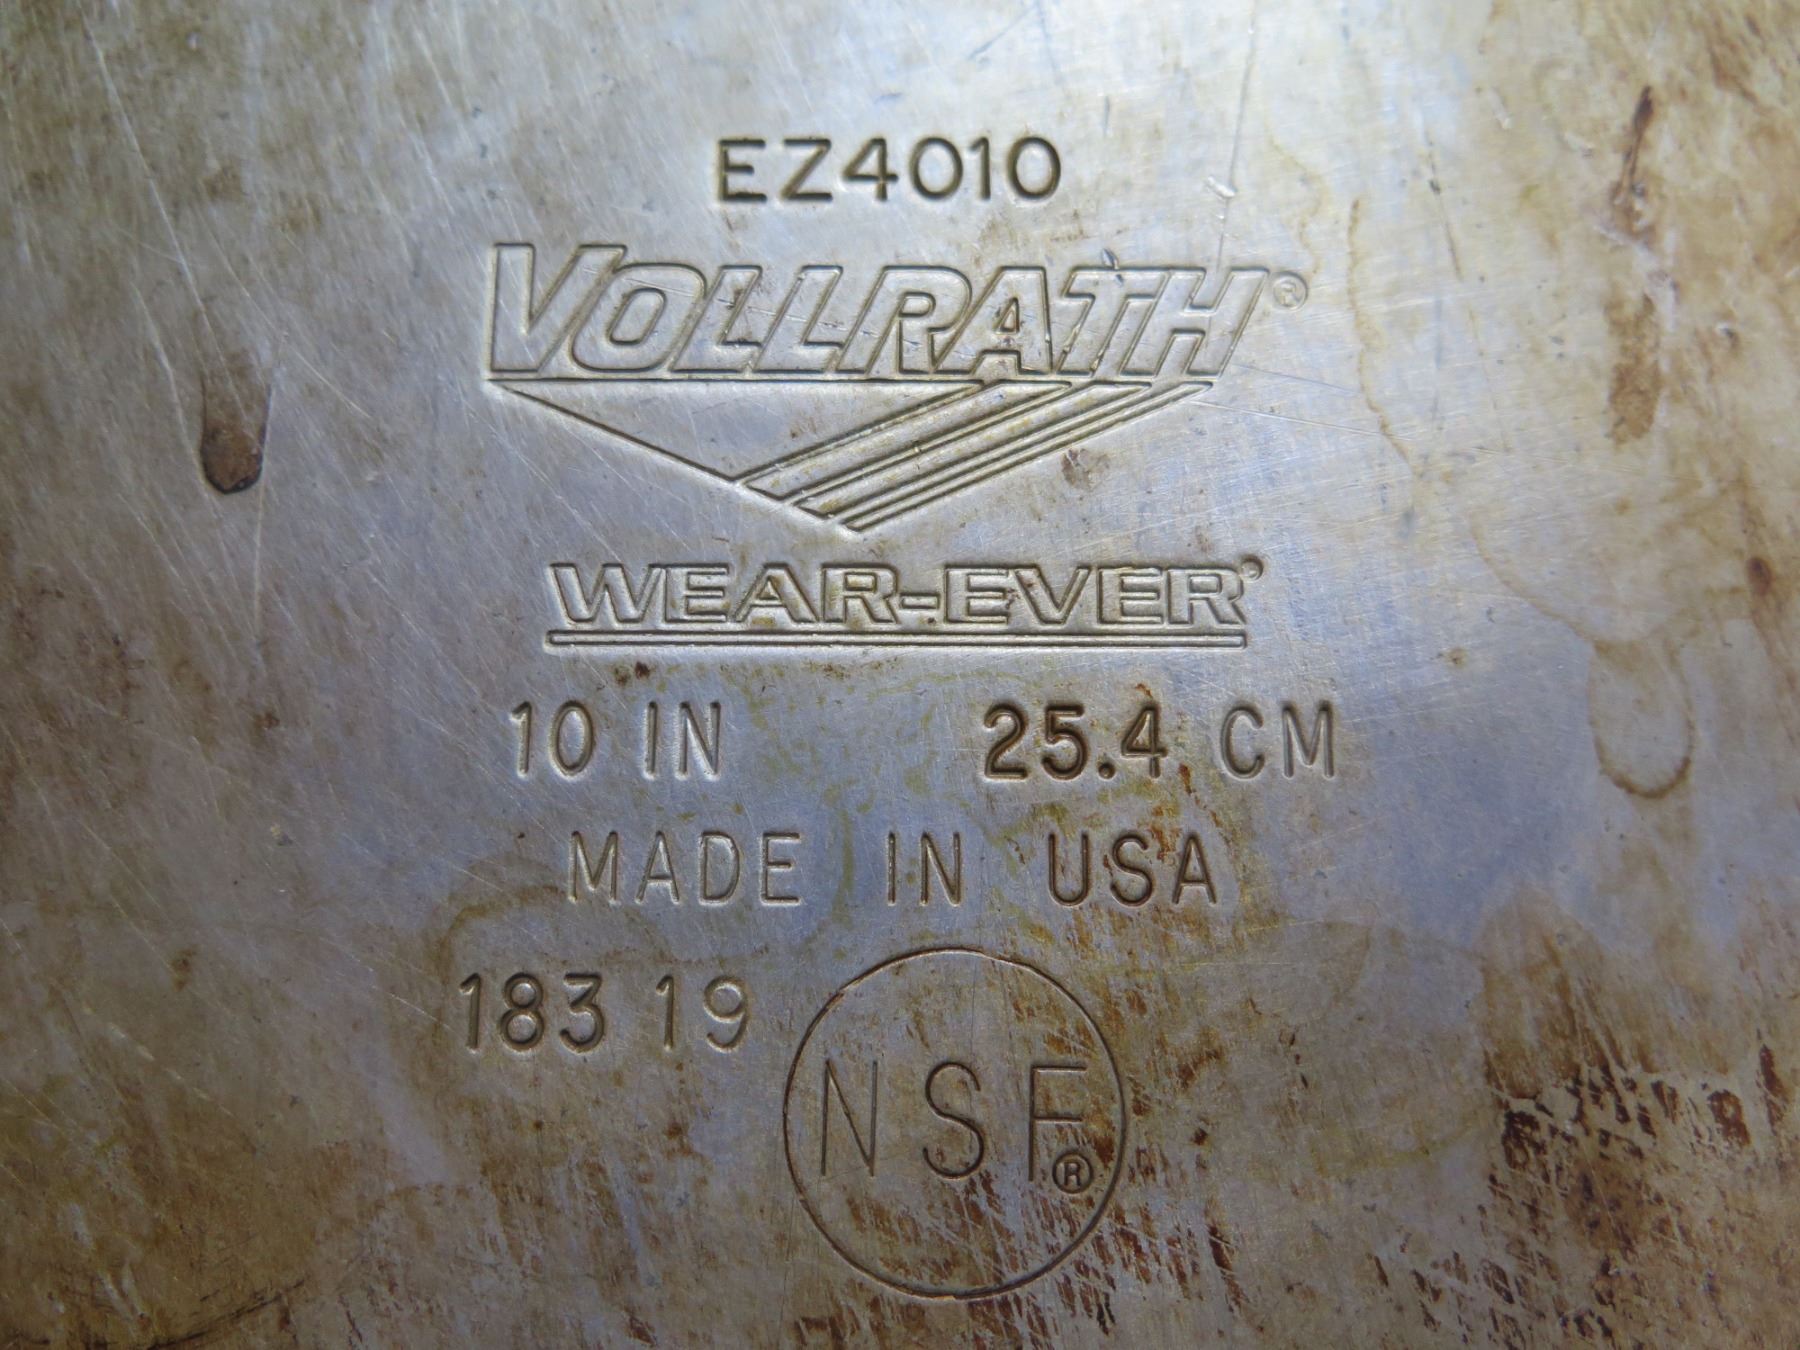 EZ4010
VOLLRATH®
WEAR-EVER®
10 IN 25.4 CM
MADE IN USA
183 19
NSF®